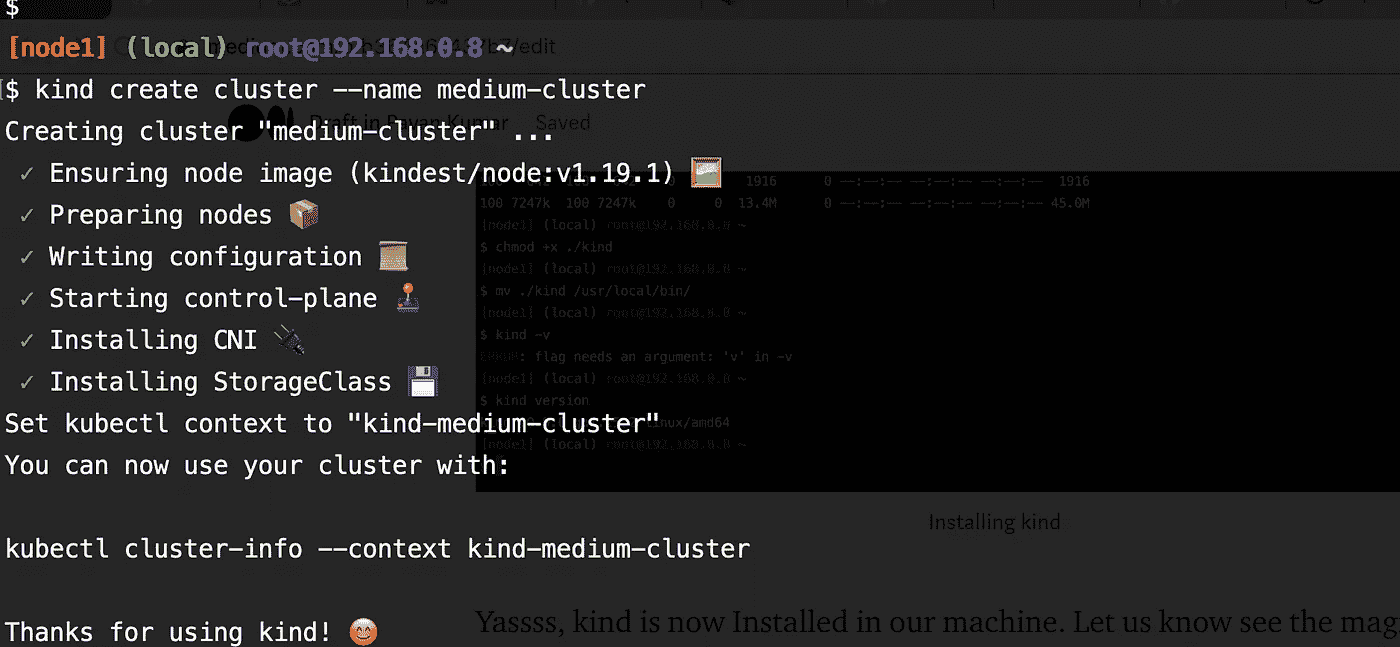 $
[node1] (local) root@192.168.0.8 ~
/edit
$ kind create cluster --name medium-cluster
Creating cluster "medium-cluster" ...
Draft in Pavan Kumar Saved
✓ Ensuring node image (kindest/node:v1.19.1)
✓ Preparing nodes
✓ Writing configuration
✓ Starting control-plane
✓ Installing CNI
✓ Installing StorageClass
Set kubectl context to "kind-medium-cluster"
You can now use your cluster with:
kubectl cluster-info --context kind-medium-cluster
Thanks for using kind!
1916 0 --:--:-- --:--:-- --:--:-- 1916
100 7247k 100 7247k 0 0 13.4M 0 --:--:-- --:--:-- --:--:-- 45.0M
[node1] (local) root@192.168.0.8 ~
$ chmod +x ./kind
[node1] (local) root@192.168.0.8 ~
$ mv ./kind /usr/local/bin/
[node1] (local) root@192.168.0.8 ~
$ kind -v
ERROR: flag needs an argument: 'v' in -v
[node1] (local) root@192.168.0.8 ~
$ kind version
linux/amd64
[node1] (local) root@192.168.0.8 ~
Installing kind
Yassss, kind is now Installed in our machine. Let us know see the mag